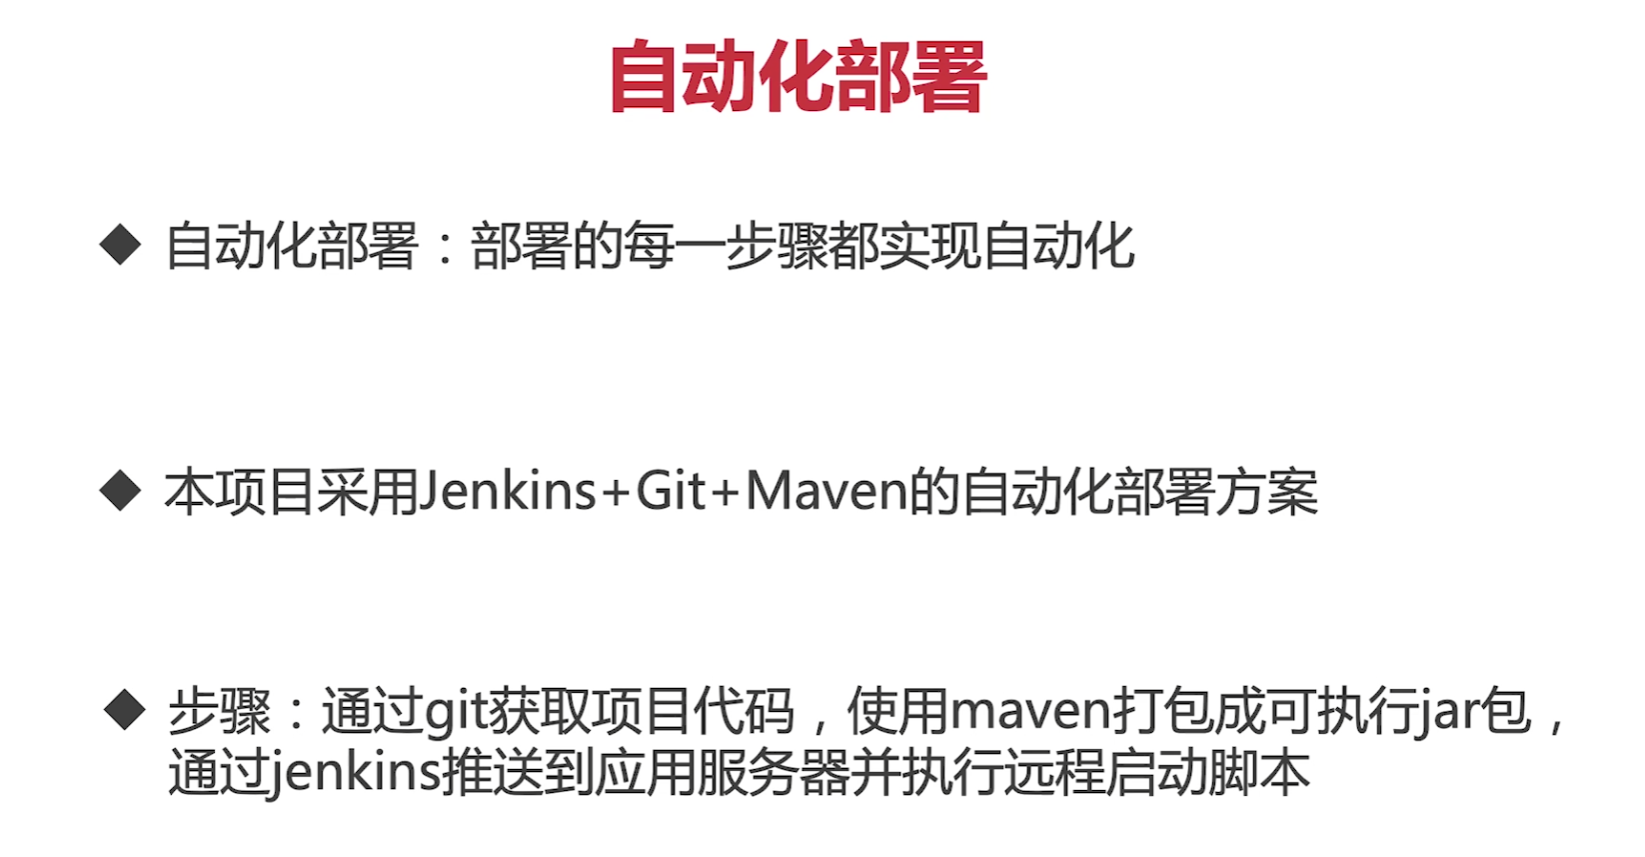 自动化部署
◆ 自动化部署：部署的每一步骤都实现自动化
◆ 本项目采用Jenkins+Git+Maven的自动化部署方案
◆ 步骤：通过git获取项目代码，使用maven打包成可执行jar包，
通过jenkins推送到应用服务器并执行远程启动脚本